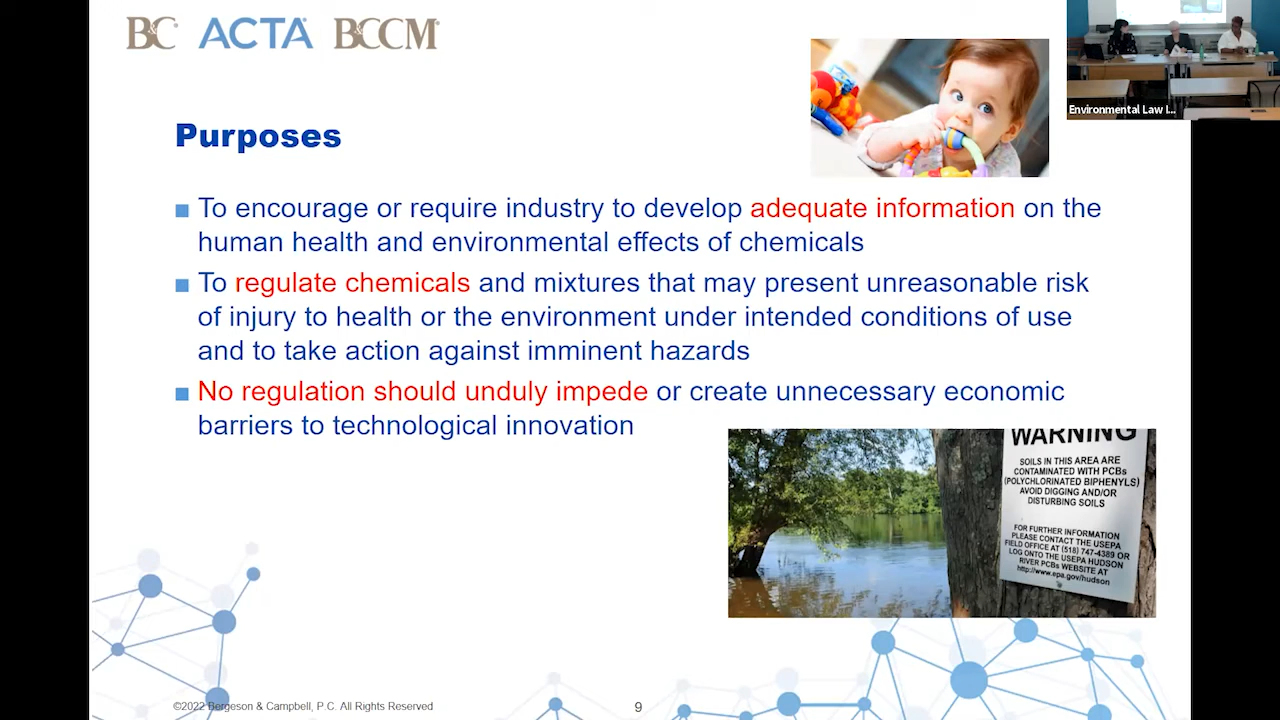 B&C® ACTA® BCCM®
Environmental Law I...
Purposes
To encourage or require industry to develop adequate information on the
human health and environmental effects of chemicals
To regulate chemicals and mixtures that may present unreasonable risk
of injury to health or the environment under intended conditions of use
and to take action against imminent hazards
No regulation should unduly impede or create unnecessary economic
barriers to technological innovation
WARNING
SOILS IN THIS AREA ARE
CONTAMINATED WITH PCBs
(POLYCHLORINATED BIPHENYLS)
AVOID DIGGING AND/OR
DISTURBING SOILS
FOR FURTHER INFORMATION
PLEASE CONTACT THE USEPA
FIELD OFFICE AT (518) 747-4389 OR
LOG ONTO THE USEPA HUDSON
RIVER PCBs WEBSITE AT
http://www.epa.gov/hudson
©2022 Bergeson & Campbell, P.C. All Rights Reserved
9